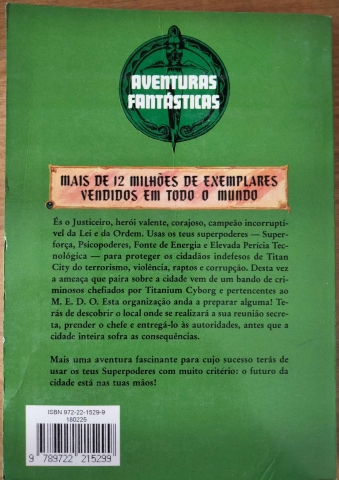 AVENTURAS
FANTÁSTICAS
MAIS DE 12 MILHÕES DE EXEMPLARES
VENDIDOS EM TODO O MUNDO
És o Justiceiro, herói valente, corajoso, campeão incorruptí-
vel da Lei e da Ordem. Usas os teus superpoderes — Super-
força, Psicopoderes, Fonte de Energia e Elevada Perícia Tec-
nológica — para proteger os cidadãos indefesos de Titan
City do terrorismo, violência, raptos e corrupção. Desta vez
a ameaça que paira sobre a cidade vem de um bando de cri-
minosos chefiados por Titanium Cyborg e pertencentes ao
M. E. D. O. Esta organização anda a preparar alguma! Te-
rás de descobrir o local onde se realizará a sua reunião secre-
ta, prender o chefe e entregá-lo às autoridades, antes que a
cidade inteira sofra as consequências.
Mais uma aventura fascinante para cujo sucesso terás de
usar os teus Superpoderes com muito critério: o futuro da
cidade está nas tuas mãos!
ISBN 972-22-1529-9
180225
9 789722 215299